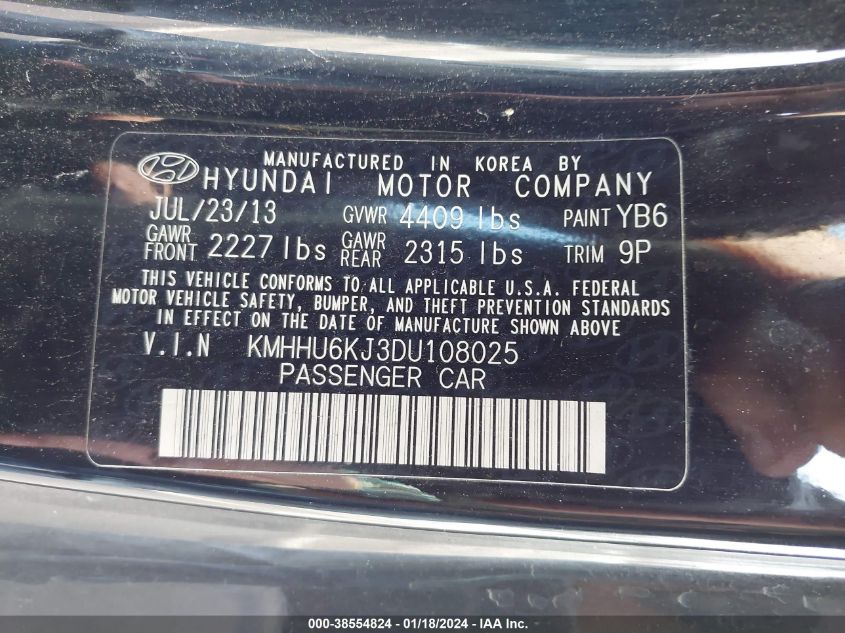 MANUFACTURED IN KOREA BY
HYUNDAI MOTOR COMPANY
JUL/23/13 GVWR 4409 lbs PAINT YB6
GAWR FRONT 2227 lbs GAWR REAR 2315 lbs TRIM 9P
THIS VEHICLE CONFORMS TO ALL APPLICABLE U.S.A. FEDERAL
MOTOR VEHICLE SAFETY, BUMPER, AND THEFT PREVENTION STANDARDS
IN EFFECT ON THE DATE OF MANUFACTURE SHOWN ABOVE
V.I.N KMHHU6KJ3DU108025
PASSENGER CAR
000-38554824 - 01/18/2024 - IAA Inc.